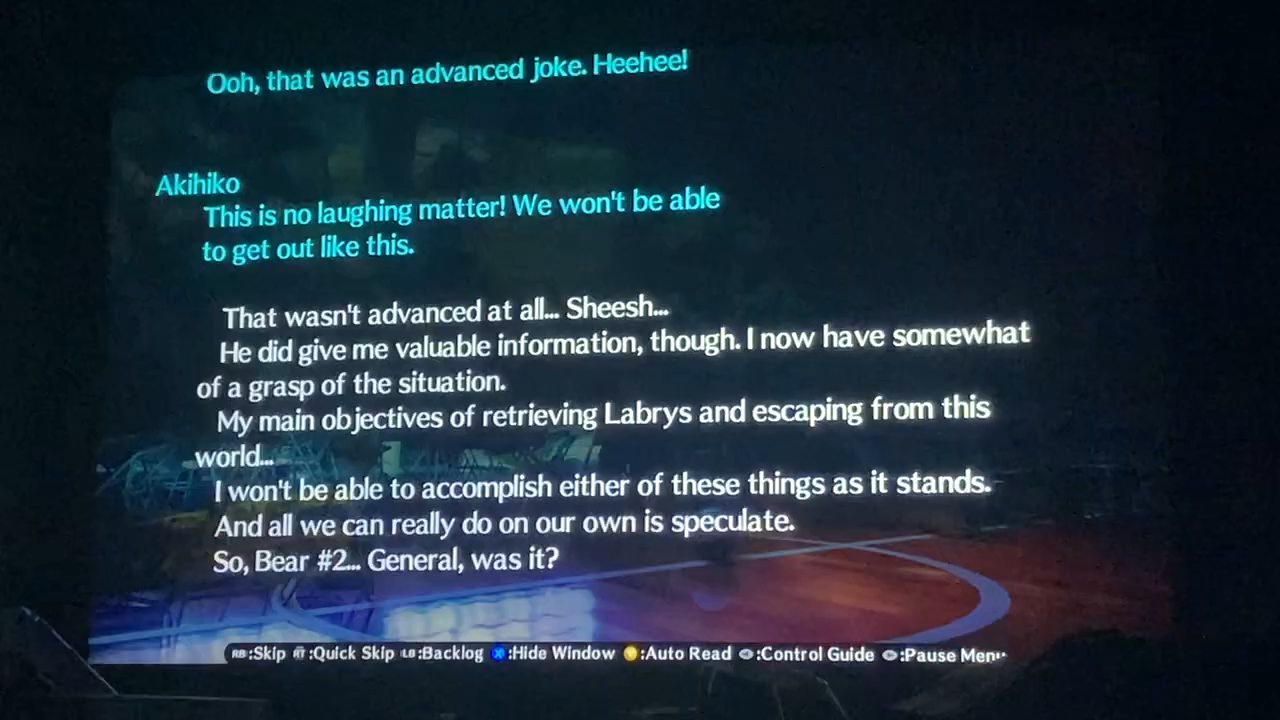 Ooh, that was an advanced joke. Heehee!
Akihiko
This is no laughing matter! We won't be able
to get out like this.
That wasn't advanced at all... Sheesh...
He did give me valuable information, though. I now have somewhat
of a grasp of the situation.
My main objectives of retrieving Labrys and escaping from this
world...
I won't be able to accomplish either of these things as it stands.
And all we can really do on our own is speculate.
So, Bear #2... General, was it?
RB:Skip RT:Quick Skip LB:Backlog X:Hide Window Y:Auto Read :Control Guide :Pause Menu